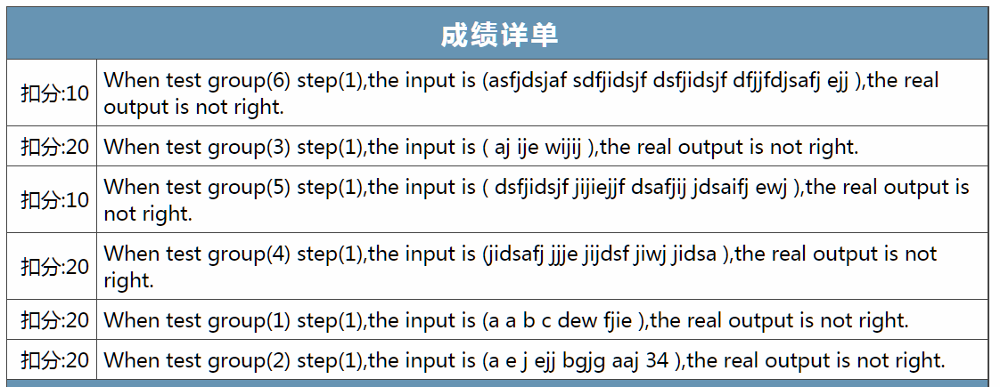 成绩详单
扣分:10
When test group(6) step(1),the input is (asfjdsjaf sdfjidsjf dsfjidsjf dfjjfdjsafj ejj ),the real
output is not right.
扣分:20
When test group(3) step(1),the input is ( aj ije wijij ),the real output is not right.
扣分:10
When test group(5) step(1),the input is ( dsfjidsjf jijiejjf dsafjij jdsaifj ewj ),the real output is
not right.
扣分:20
When test group(4) step(1),the input is (jidsafj jjje jijdsf jiwj jidsa ),the real output is not
right.
扣分:20
When test group(1) step(1),the input is (a a b c dew fjie ),the real output is not right.
扣分:20
When test group(2) step(1),the input is (a e j ejj bgjg aaj 34 ),the real output is not right.